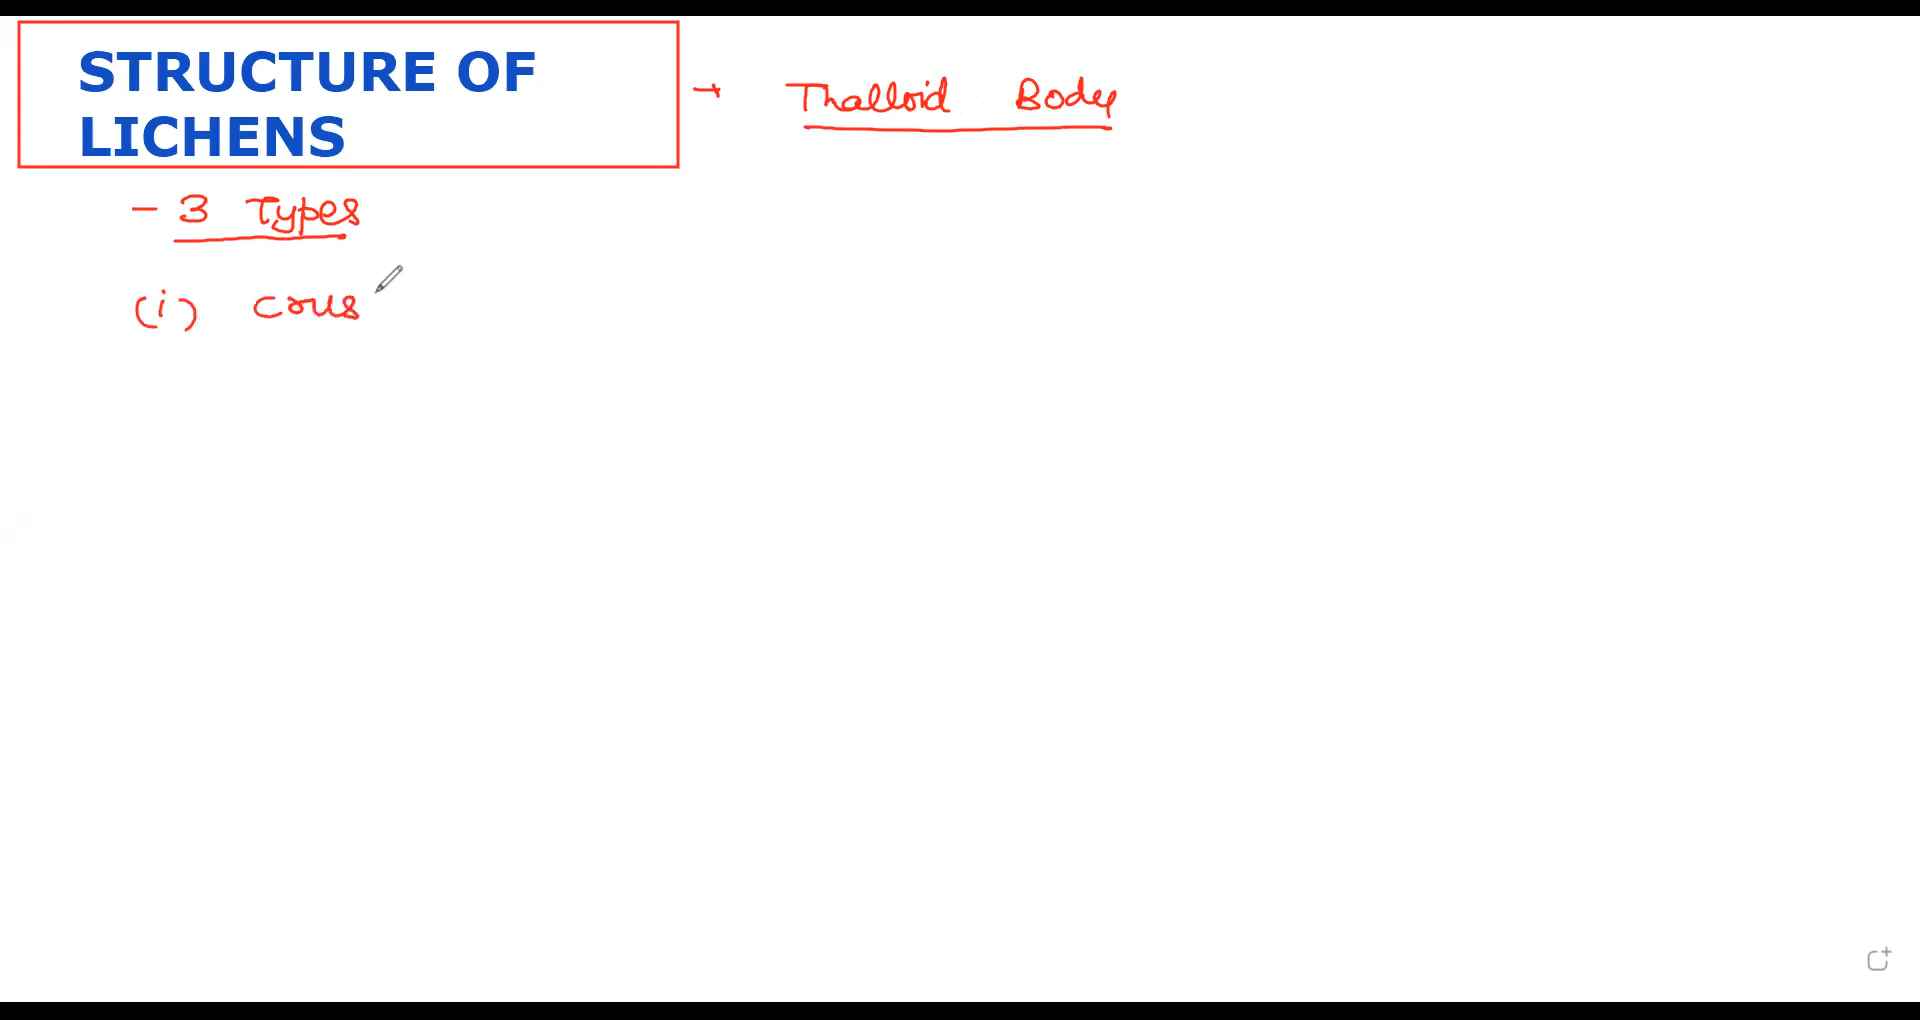 STRUCTURE OF
LICHENS
→ Thalloid Body
- 3 Types
(i) Crus